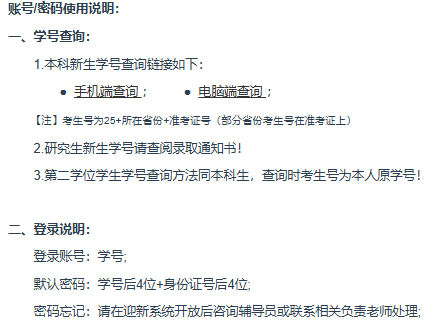 账号/密码使用说明：
一、学号查询：
1.本科新生学号查询链接如下：
● 手机端查询； ● 电脑端查询；
【注】考生号为25+所在省份+准考证号（部分省份考生号在准考证上）
2.研究生新生学号请查阅录取通知书！
3.第二学位学生学号查询方法同本科生，查询时考生号为本人原学号！
二、登录说明：
登录账号：学号;
默认密码：学号后4位+身份证号后4位;
密码忘记：请在迎新系统开放后咨询辅导员或联系相关负责老师处理;